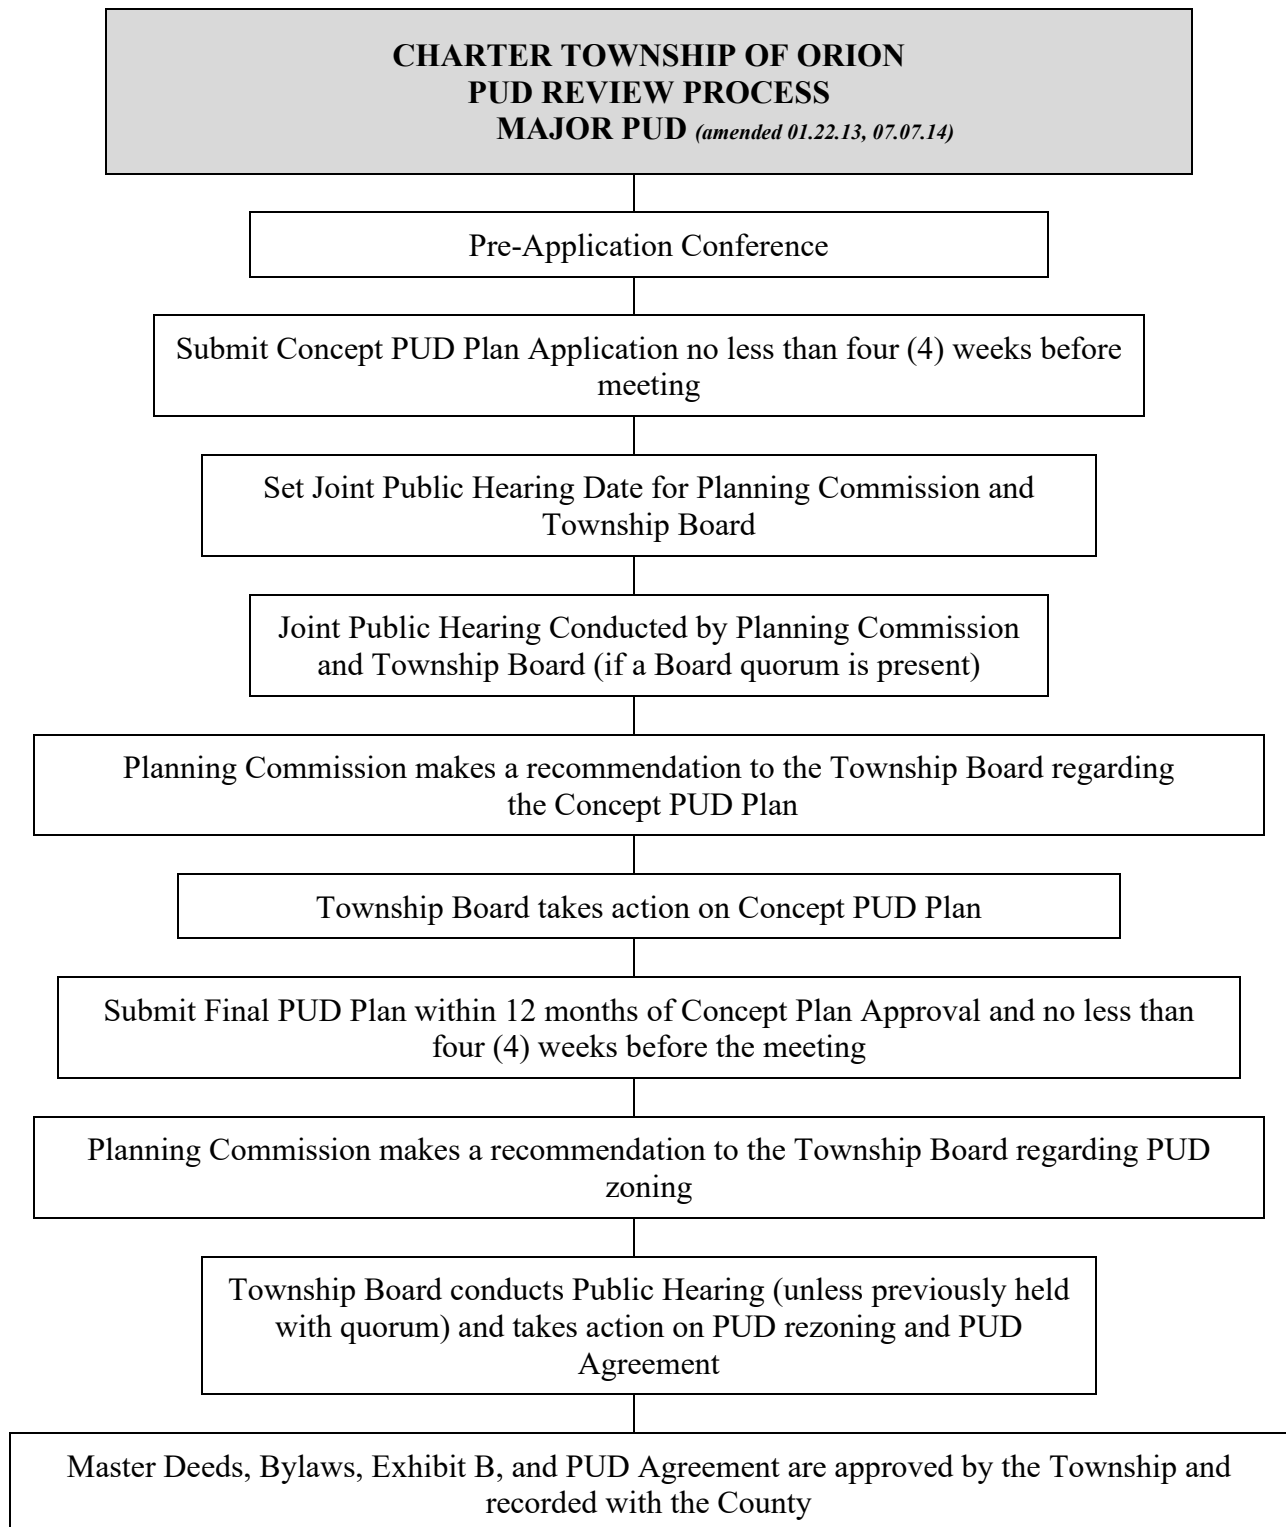 CHARTER TOWNSHIP OF ORION
PUD REVIEW PROCESS
MAJOR PUD (amended 01.22.13, 07.07.14)
Pre-Application Conference
Submit Concept PUD Plan Application no less than four (4) weeks before
meeting
Set Joint Public Hearing Date for Planning Commission and
Township Board
Joint Public Hearing Conducted by Planning Commission
and Township Board (if a Board quorum is present)
Planning Commission makes a recommendation to the Township Board regarding
the Concept PUD Plan
Township Board takes action on Concept PUD Plan
Submit Final PUD Plan within 12 months of Concept Plan Approval and no less than
four (4) weeks before the meeting
Planning Commission makes a recommendation to the Township Board regarding PUD
zoning
Township Board conducts Public Hearing (unless previously held
with quorum) and takes action on PUD rezoning and PUD
Agreement
Master Deeds, Bylaws, Exhibit B, and PUD Agreement are approved by the Township and
recorded with the County